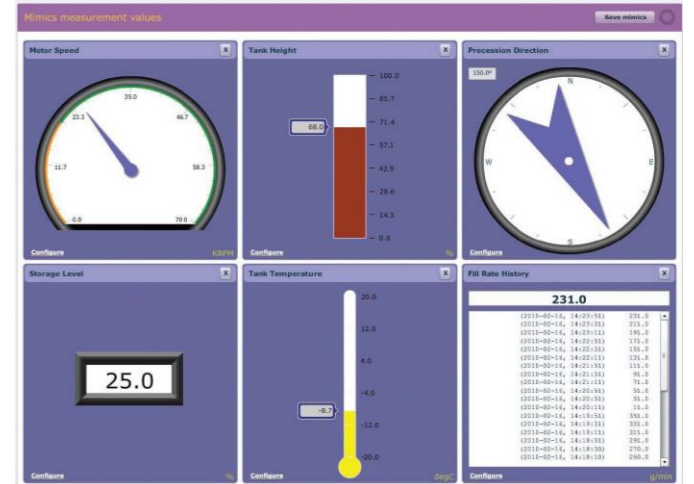 Mimics measurement values
Save mimics
Motor Speed
X
35.0
23.3
46.7
11.7
58.3
0.0
70.0
Configure
KRPM
Tank Height
X
100.0
85.7
71.4
68.0
57.1
42.9
28.6
14.3
0.0
Configure
%
Precession Direction
X
150.0º
N
W
E
S
Configure
Storage Level
X
25.0
Configure
%
Tank Temperature
X
20.0
12.0
4.0
-4.0
-8.7
-12.0
-20.0
Configure
degC
Fill Rate History
X
231.0
(2010-02-16, 14:23:51) 231.0
(2010-02-16, 14:23:31) 211.0
(2010-02-16, 14:23:11) 191.0
(2010-02-16, 14:22:51) 171.0
(2010-02-16, 14:22:31) 151.0
(2010-02-16, 14:22:11) 131.0
(2010-02-16, 14:21:51) 111.0
(2010-02-16, 14:21:31) 91.0
(2010-02-16, 14:21:11) 71.0
(2010-02-16, 14:20:51) 51.0
(2010-02-16, 14:20:31) 31.0
(2010-02-16, 14:20:11) 11.0
(2010-02-16, 14:19:51) 351.0
(2010-02-16, 14:19:31) 331.0
(2010-02-16, 14:19:11) 311.0
(2010-02-16, 14:18:51) 291.0
(2010-02-16, 14:18:30) 270.0
(2010-02-16, 14:18:10) 250.0
Configure
g/min